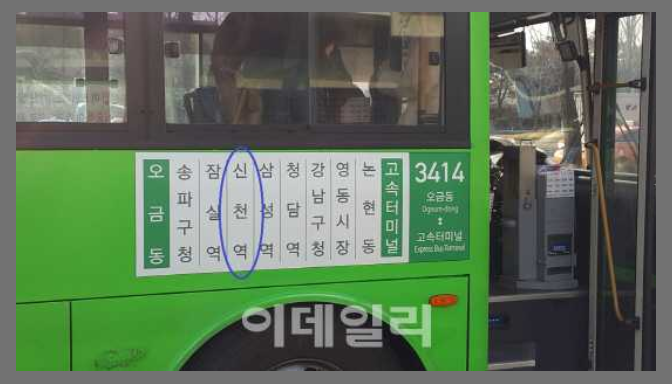 오금동
송파구청
잠실역
신천역
삼성역
청담역
강남구청
영동시장
논현동
고속터미널
3414
오금동
Ogeum-dong
고속터미널
Express Bus Terminal
이데일리